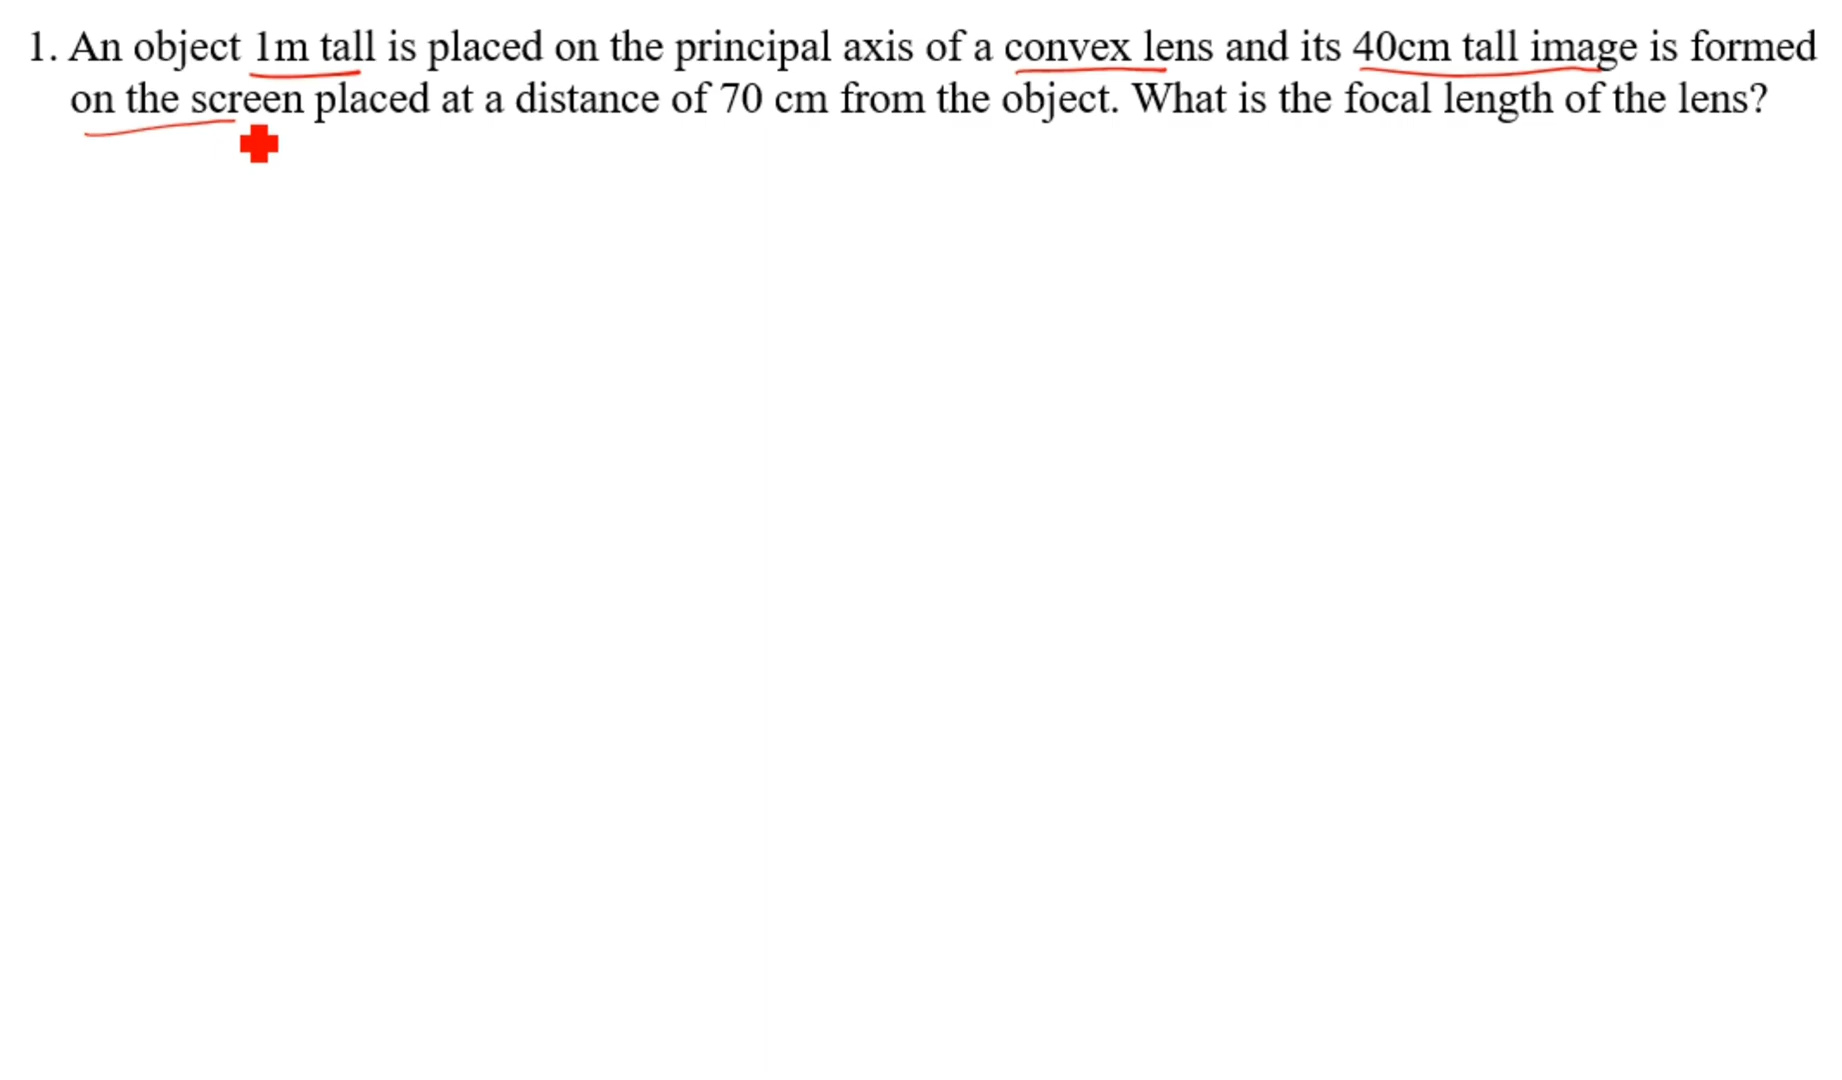 1. An object 1m tall is placed on the principal axis of a convex lens and its 40cm tall image is formed
on the screen placed at a distance of 70 cm from the object. What is the focal length of the lens?